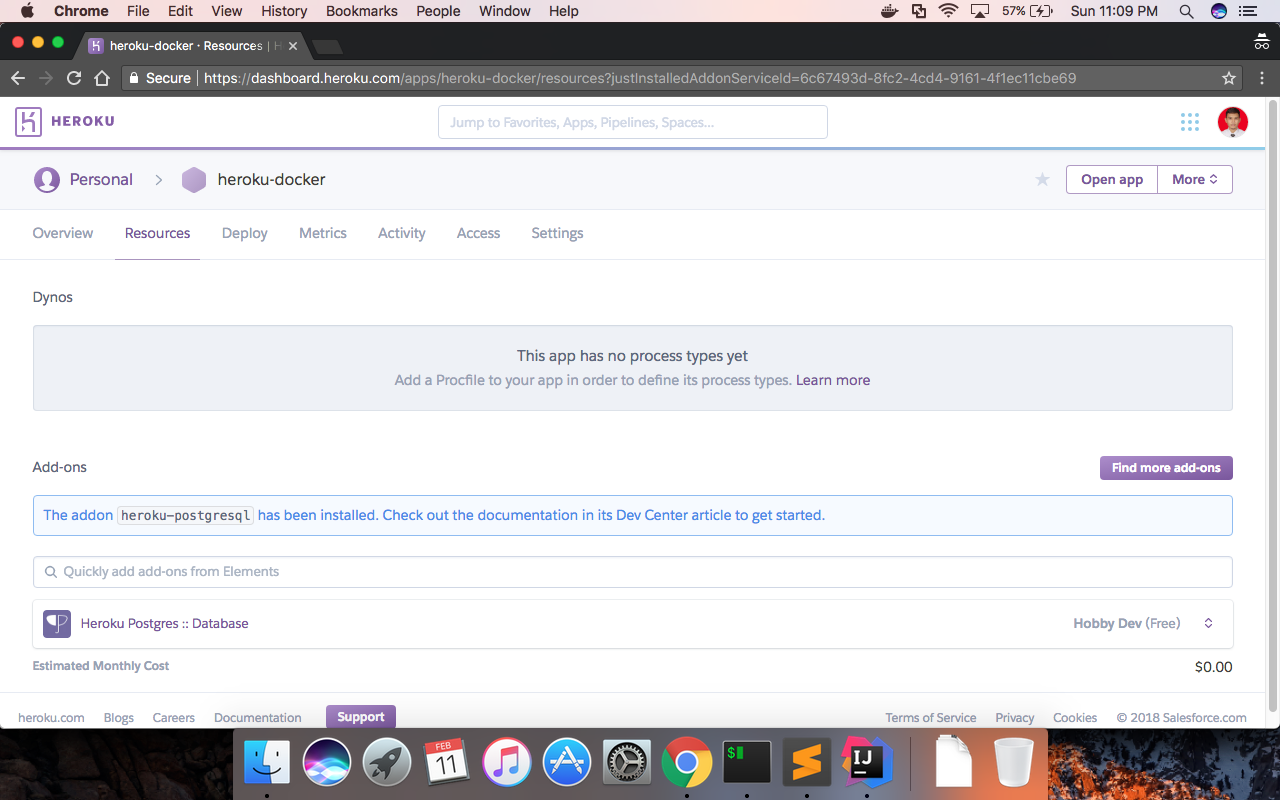 Chrome File Edit View History Bookmarks People Window Help 57% Sun 11:09 PM
heroku-docker · Resources | H
Secure | https://dashboard.heroku.com/apps/heroku-docker/resources?justInstalledAddonServiceId=6c67493d-8fc2-4cd4-9161-4f1ec11cbe69
HEROKU Jump to Favorites, Apps, Pipelines, Spaces...
Personal > heroku-docker Open app More
Overview Resources Deploy Metrics Activity Access Settings
Dynos
This app has no process types yet
Add a Procfile to your app in order to define its process types. Learn more
Add-ons Find more add-ons
The addon heroku-postgresql has been installed. Check out the documentation in its Dev Center article to get started.
Quickly add add-ons from Elements
Heroku Postgres :: Database Hobby Dev (Free)
Estimated Monthly Cost $0.00
heroku.com Blogs Careers Documentation Support Terms of Service Privacy Cookies © 2018 Salesforce.com
FEB
11
$
IJ